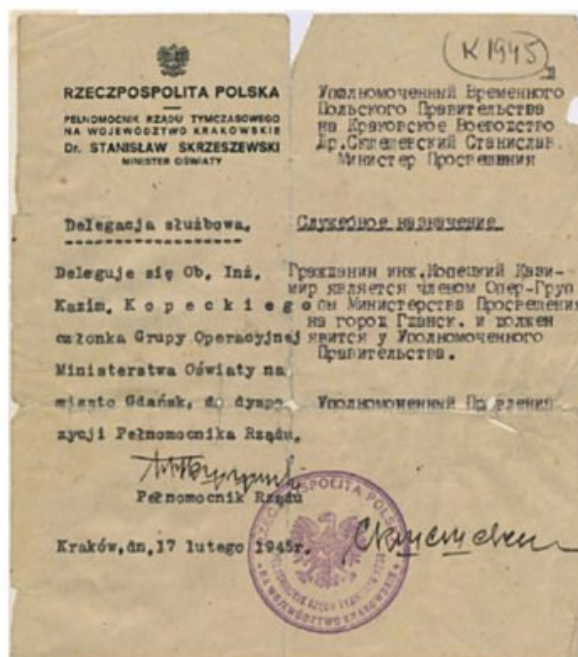 K 1945
RZECZPOSPOLITA POLSKA
PEŁNOMOCNIK RZĄDU TYMCZASOWEGO
NA WOJEWÓDZTWO KRAKOWSKIE
Dr. STANISŁAW SKRZESZEWSKI
MINISTER OŚWIATY
Delegacja służbowa.
Deleguje się Ob. Inż.
Kazim. K o p e c k i e g o
członka Grupy Operacyjnej
Ministerstwa Oświaty na
miasto Gdańsk, do dyspo
zycji Pełnomocnika Rządu.
Pełnomocnik Rządu
Kraków,dn,17 lutego 1945r.
Уполномоченный Временного
Польского Правительства
на Краковское Воеводство
Др.Скшешевский Станислав.
Министер Просвещения
Служебное назначение
Гражданин инж.Копецкий Кази-
мир является членом Опер-Груп
пы Министерства Просвещения
на город Гданск. и должен
явится у Уполномоченного
Правительства.
Уполномоченный
RZECZPOSPOLITA POLSKA
NA WOJEWÓDZTWO KRAKOWSKIE